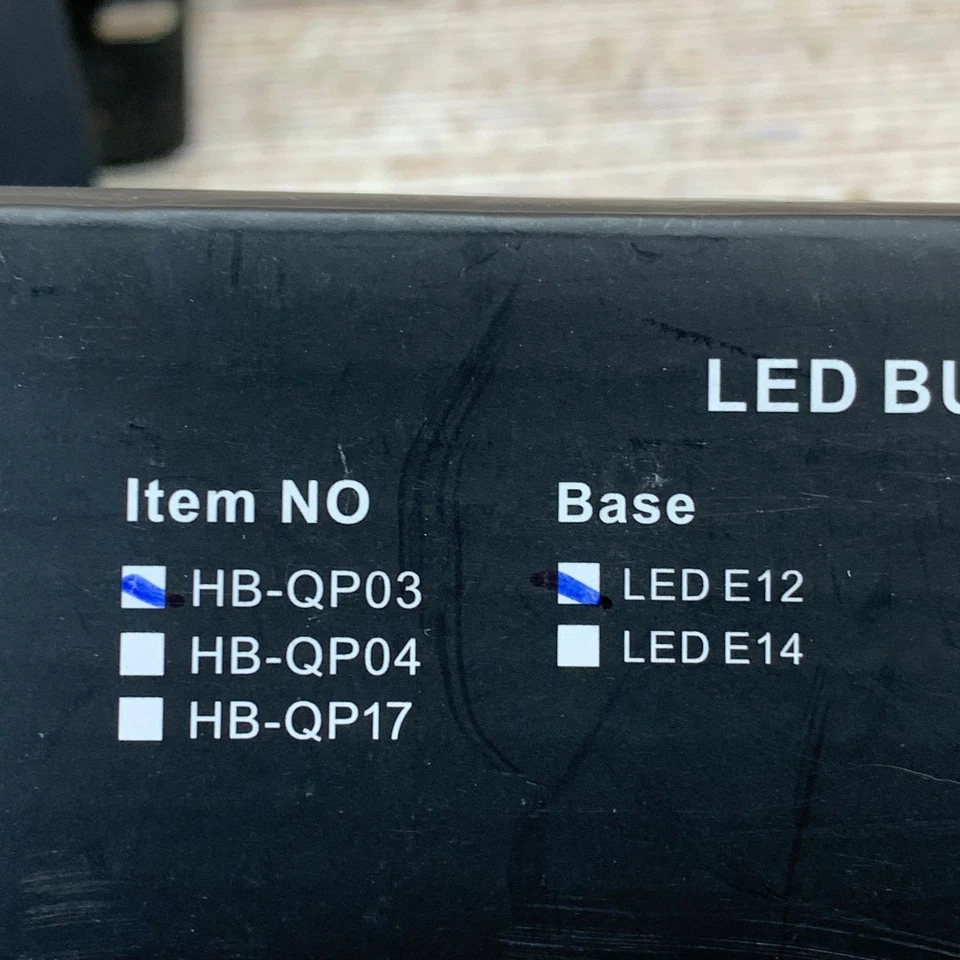 LED BU
Item NO
HB-QP03
HB-QP04
HB-QP17
Base
LED E12
LED E14